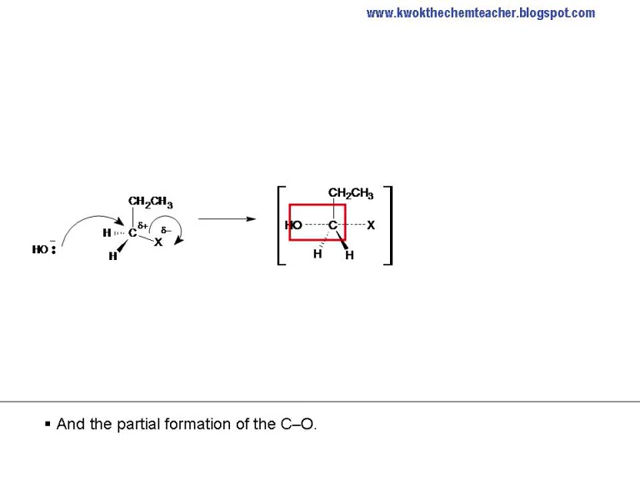 www.kwokthechemteacher.blogspot.com
CH₂CH₃
H C δ+ δ– X
H
HO:⁻
CH₂CH₃
HO C X
H H
▪ And the partial formation of the C–O.